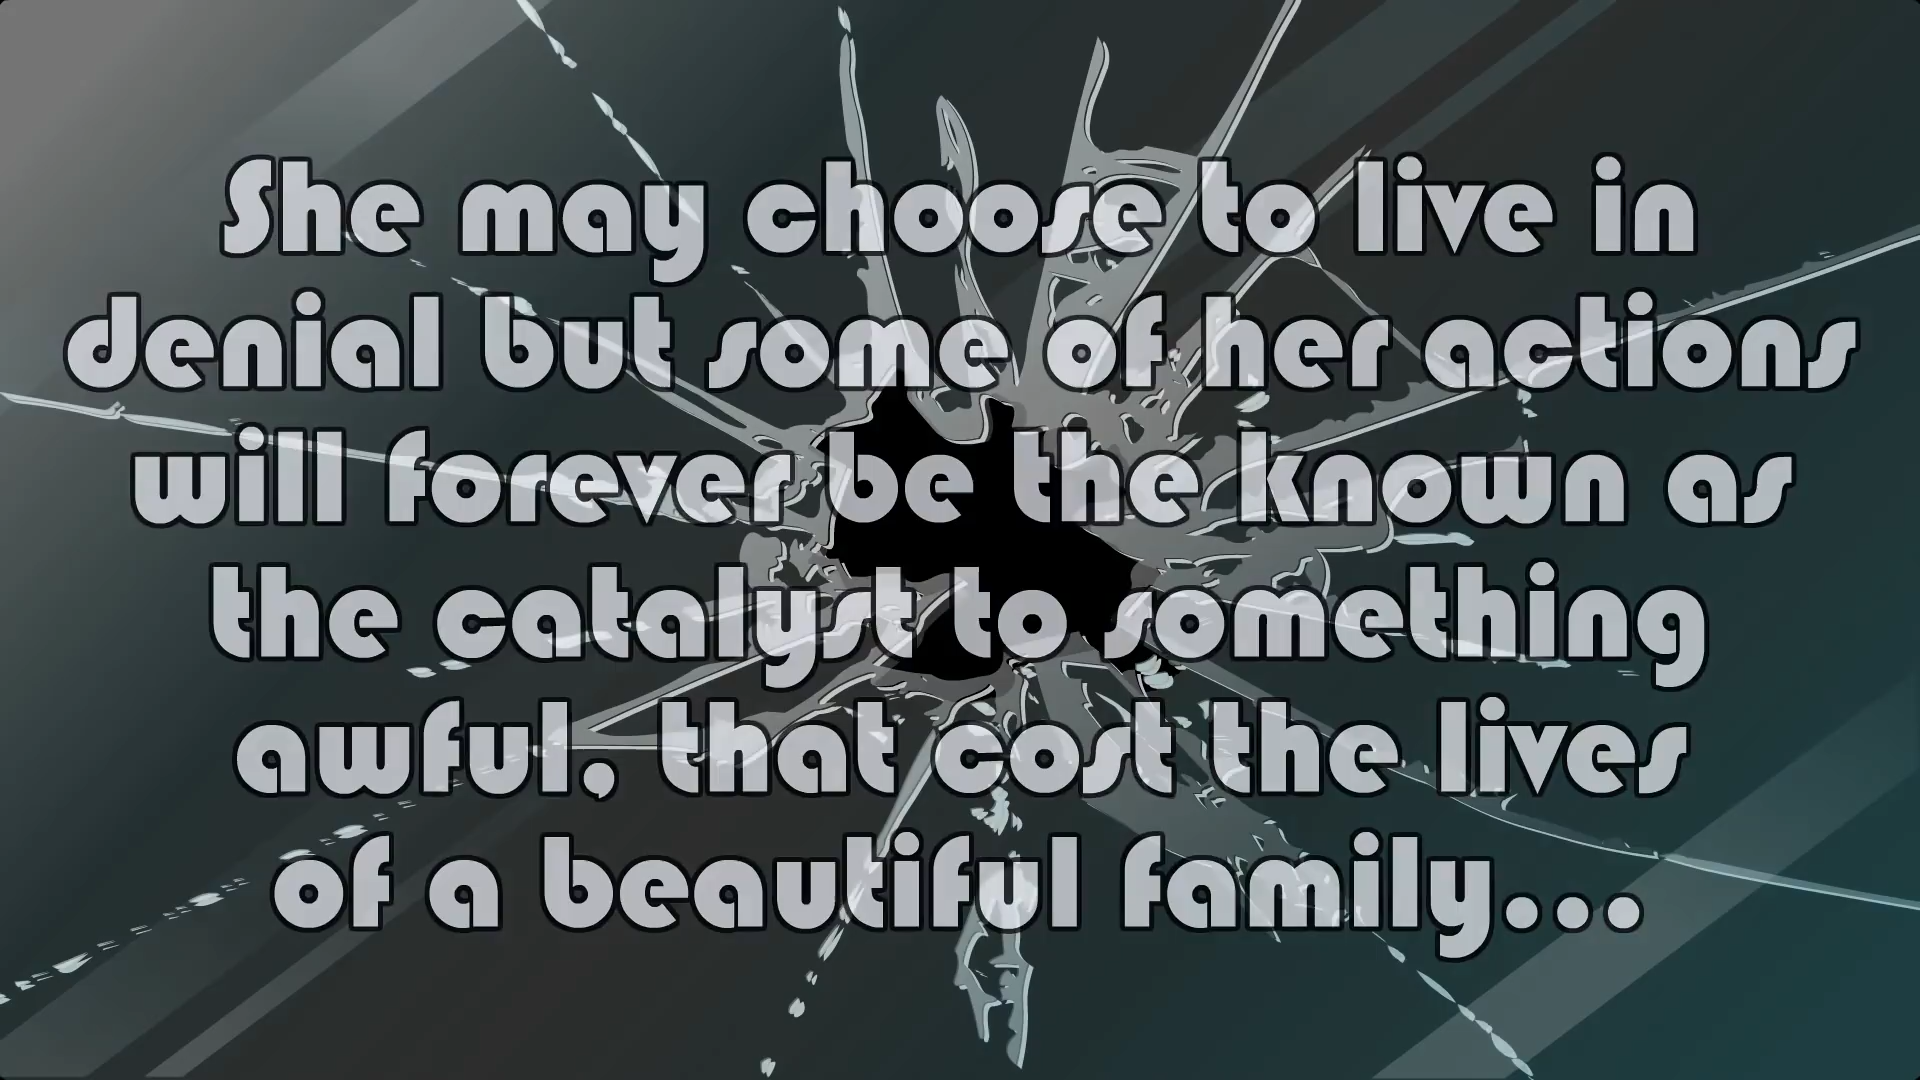 She may choose to live in
denial but some of her actions
will forever be the known as
the catalyst to something
awful, that cost the lives
of a beautiful family...